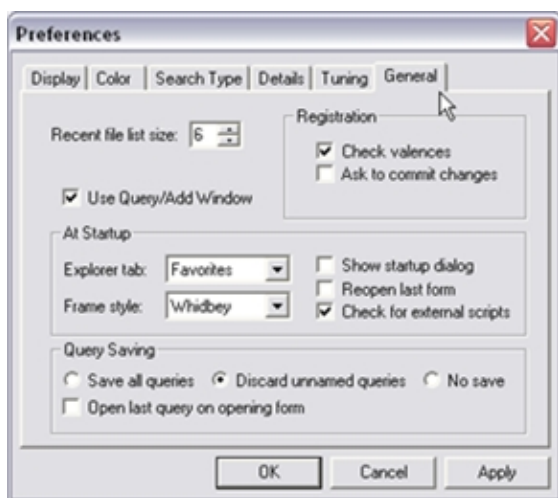 Preferences
Display Color Search Type Details Tuning General
Recent file list size: 6
Registration
Check valences
Ask to commit changes
Use Query/Add Window
At Startup
Explorer tab: Favorites
Show startup dialog
Reopen last form
Frame style: Whidbey
Check for external scripts
Query Saving
Save all queries Discard unnamed queries No save
Open last query on opening form
OK Cancel Apply